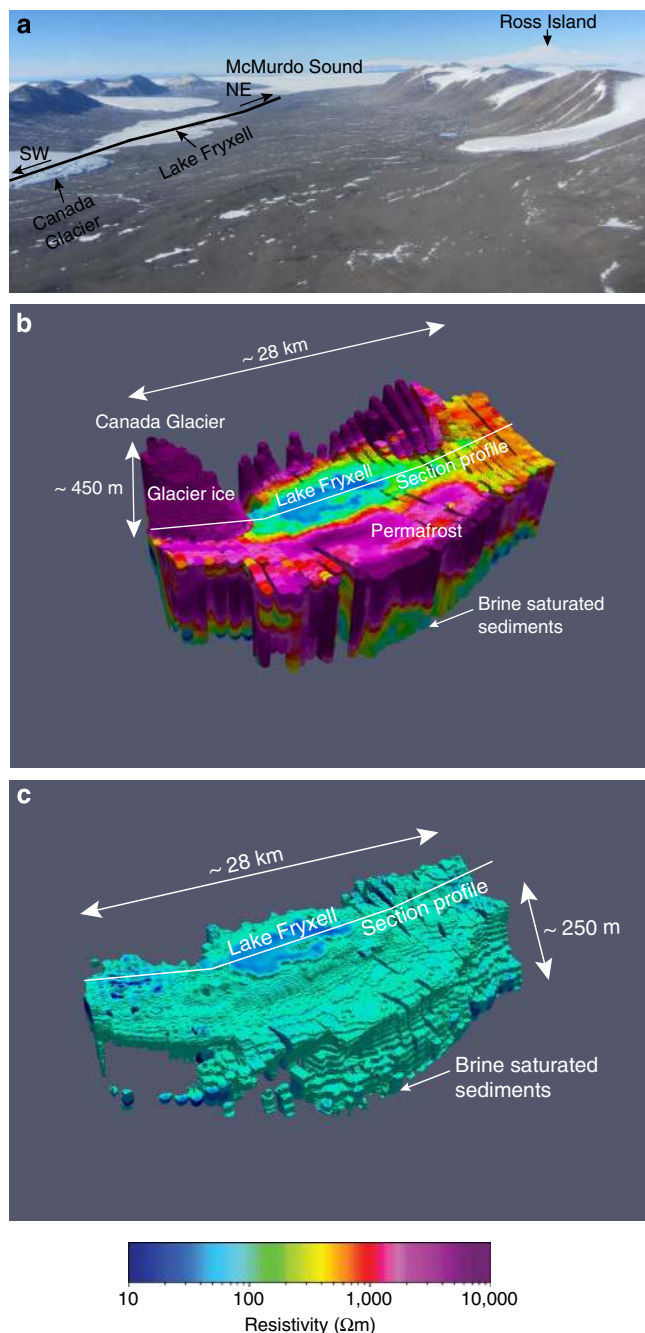 a
Ross Island
McMurdo Sound
NE
SW
Lake Fryxell
Canada
Glacier
b
~ 28 km
Canada Glacier
~ 450 m
Glacier ice
Lake Fryxell
Section profile
Permafrost
Brine saturated
sediments
c
~ 28 km
Lake Fryxell
Section profile
~ 250 m
Brine saturated
sediments
10
100
1,000
10,000
Resistivity (Ωm)